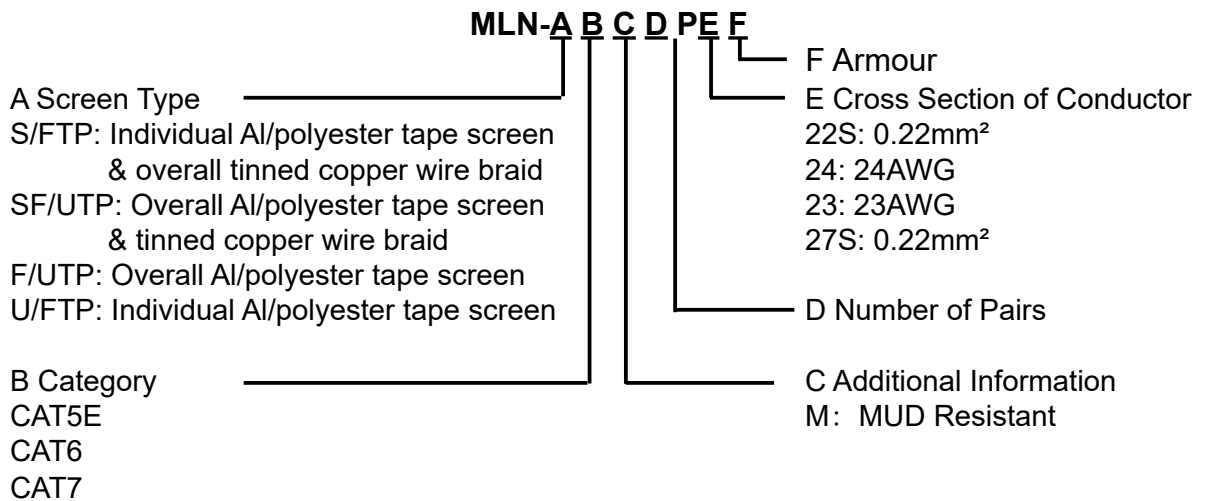 MLN-A B C D PE F
A Screen Type
S/FTP: Individual Al/polyester tape screen
& overall tinned copper wire braid
SF/UTP: Overall Al/polyester tape screen
& tinned copper wire braid
F/UTP: Overall Al/polyester tape screen
U/FTP: Individual Al/polyester tape screen
B Category
CAT5E
CAT6
CAT7
F Armour
E Cross Section of Conductor
22S: 0.22mm²
24: 24AWG
23: 23AWG
27S: 0.22mm²
D Number of Pairs
C Additional Information
M： MUD Resistant